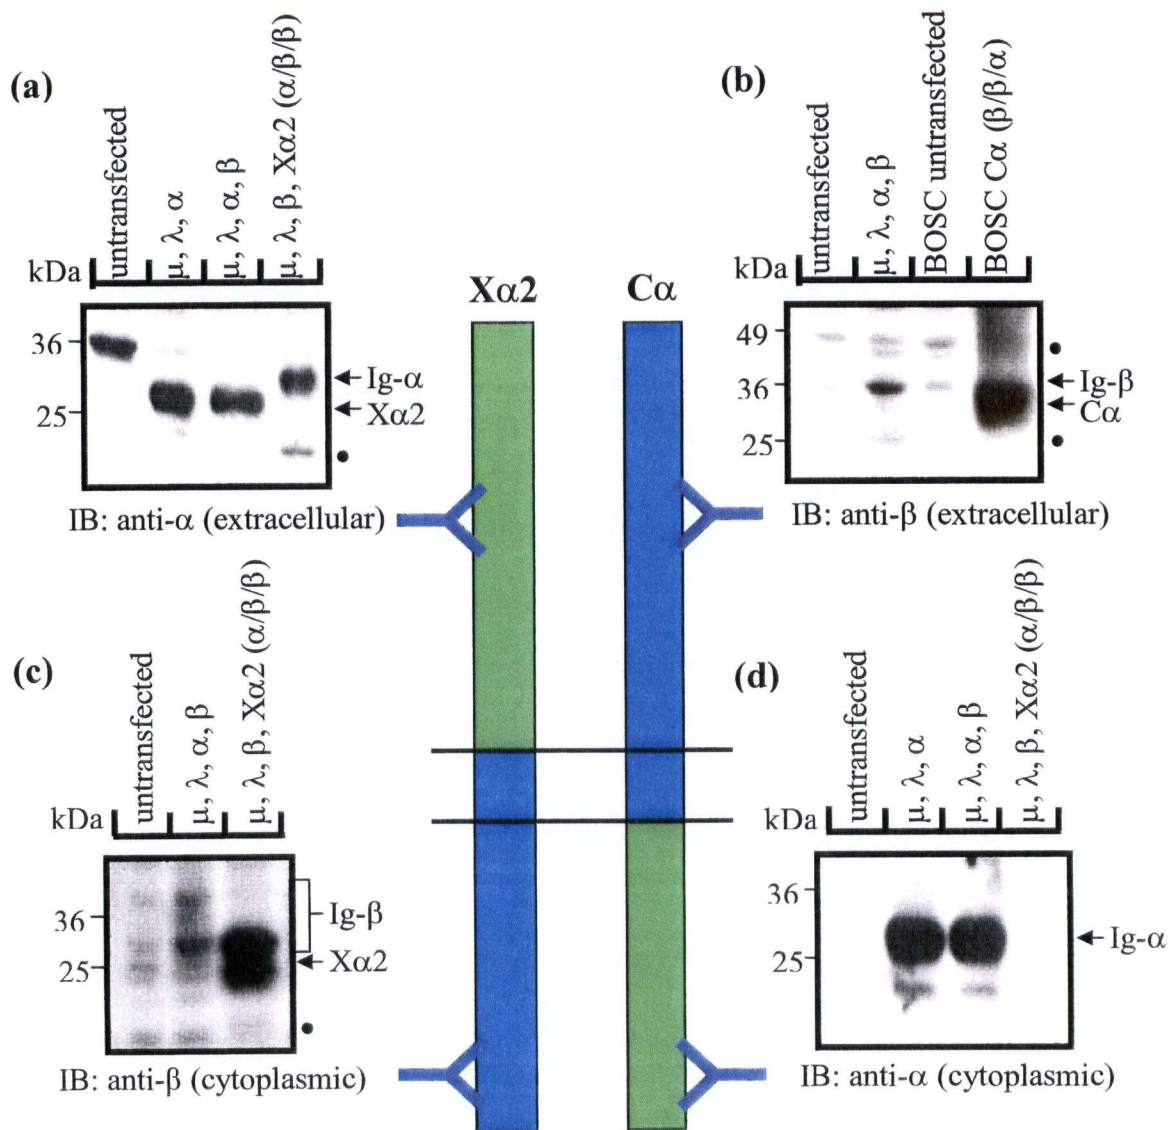 (a)
untransfected
μ, λ, α
μ, λ, α, β
μ, λ, β, Xα2 (α/β/β)
kDa
36
25
Ig-α
Xα2
IB: anti-α (extracellular)
Xα2
Cα
(b)
untransfected
μ, λ, α, β
BOSC untransfected
BOSC Cα (β/β/α)
kDa
49
36
25
Ig-β
Cα
IB: anti-β (extracellular)
(c)
untransfected
μ, λ, α, β
μ, λ, β, Xα2 (α/β/β)
kDa
36
25
Ig-β
Xα2
IB: anti-β (cytoplasmic)
(d)
untransfected
μ, λ, α
μ, λ, α, β
μ, λ, β, Xα2 (α/β/β)
kDa
36
25
Ig-α
IB: anti-α (cytoplasmic)